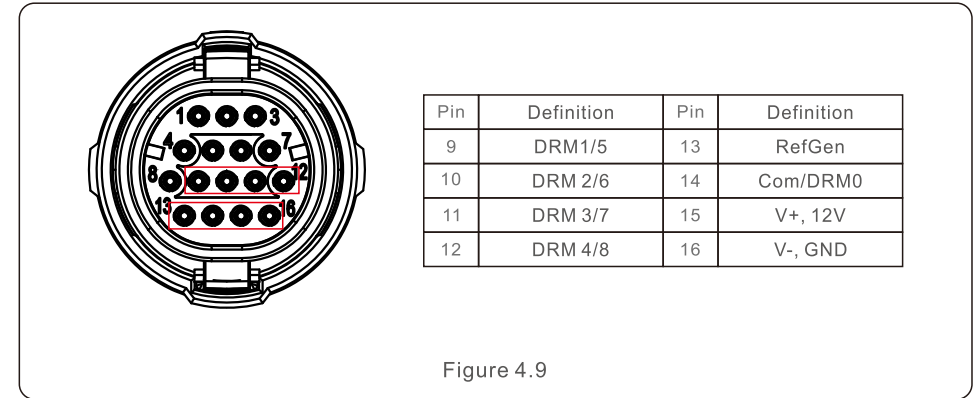 1 3
4 7
8 12
13 16
Pin Definition Pin Definition
9 DRM1/5 13 RefGen
10 DRM 2/6 14 Com/DRM0
11 DRM 3/7 15 V+, 12V
12 DRM 4/8 16 V-, GND
Figure 4.9